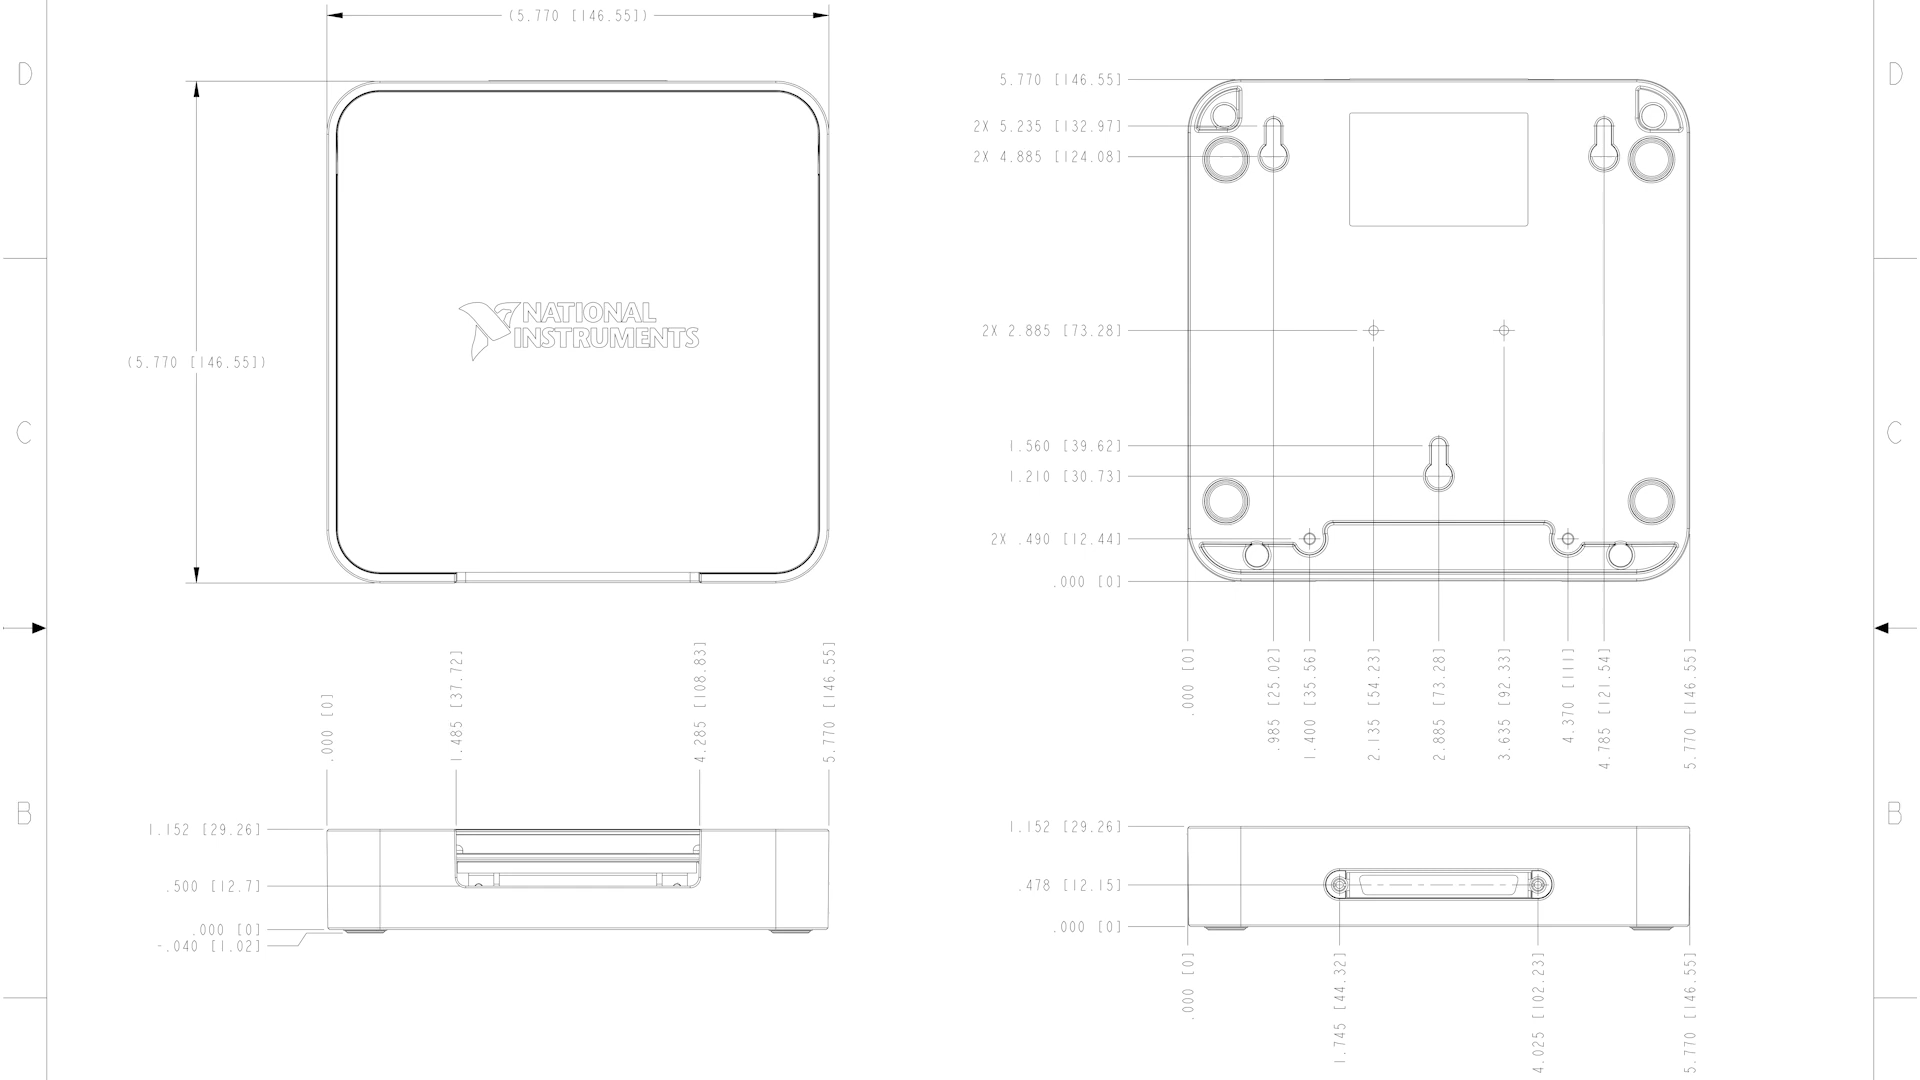 (5.770 [146.55])
D
D
5.770 [146.55]
2X 5.235 [132.97]
2X 4.885 [124.08]
NATIONAL
INSTRUMENTS
2X 2.885 [73.28]
(5.770 [146.55])
C
C
1.560 [39.62]
1.210 [30.73]
2X .490 [12.44]
.000 [0]
.000 [0]
1.485 [37.72]
4.285 [108.83]
5.770 [146.55]
.000 [0]
.985 [25.02]
1.400 [35.56]
2.135 [54.23]
2.885 [73.28]
3.635 [92.33]
4.370 [111]
4.785 [121.54]
5.770 [146.55]
B
B
1.152 [29.26]
.500 [12.7]
.000 [0]
-.040 [1.02]
1.152 [29.26]
.478 [12.15]
.000 [0]
.000 [0]
1.745 [44.32]
4.025 [102.23]
5.770 [146.55]